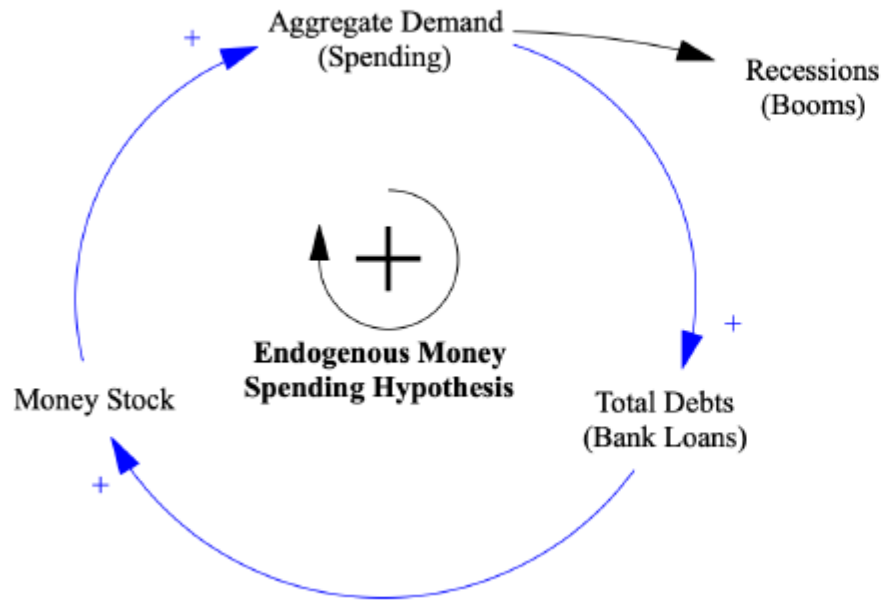 Aggregate Demand
(Spending)
+
Recessions
(Booms)
+
Endogenous Money
Spending Hypothesis
+
Money Stock
Total Debts
(Bank Loans)
+